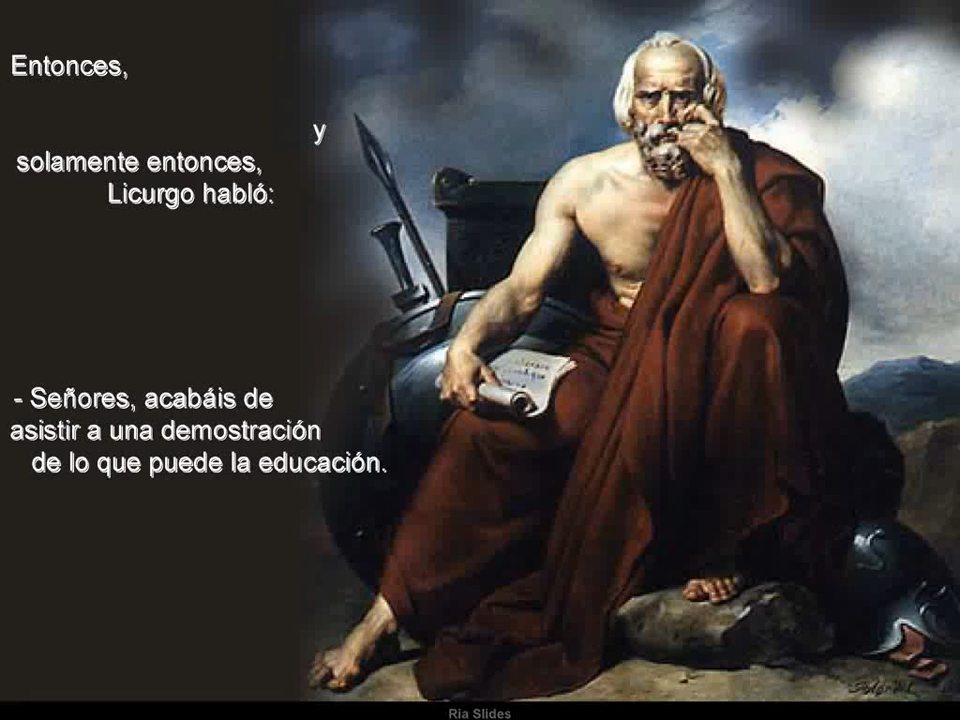 Entonces,
y
solamente entonces,
Licurgo habló:
- Señores, acabáis de
asistir a una demostración
de lo que puede la educación.
Ria Slides